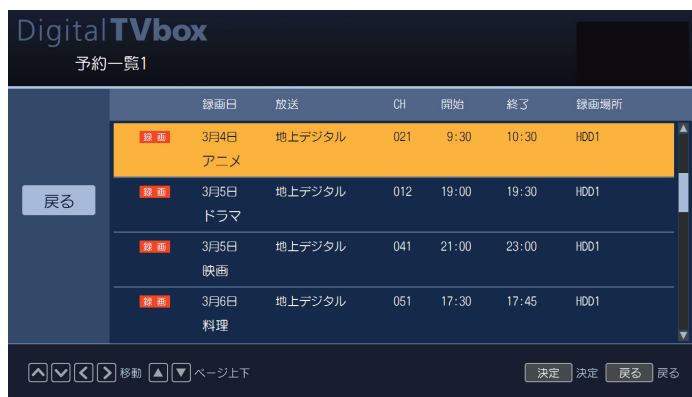 Digital TVbox
予約一覧1
録画日 放送 CH 開始 終了 録画場所
録画 3月4日 地上デジタル 021 9:30 10:30 HDD1
アニメ
戻る
録画 3月5日 地上デジタル 012 19:00 19:30 HDD1
ドラマ
録画 3月5日 地上デジタル 041 21:00 23:00 HDD1
映画
録画 3月6日 地上デジタル 051 17:30 17:45 HDD1
料理
移動 ページ上下 決定 決定 戻る 戻る